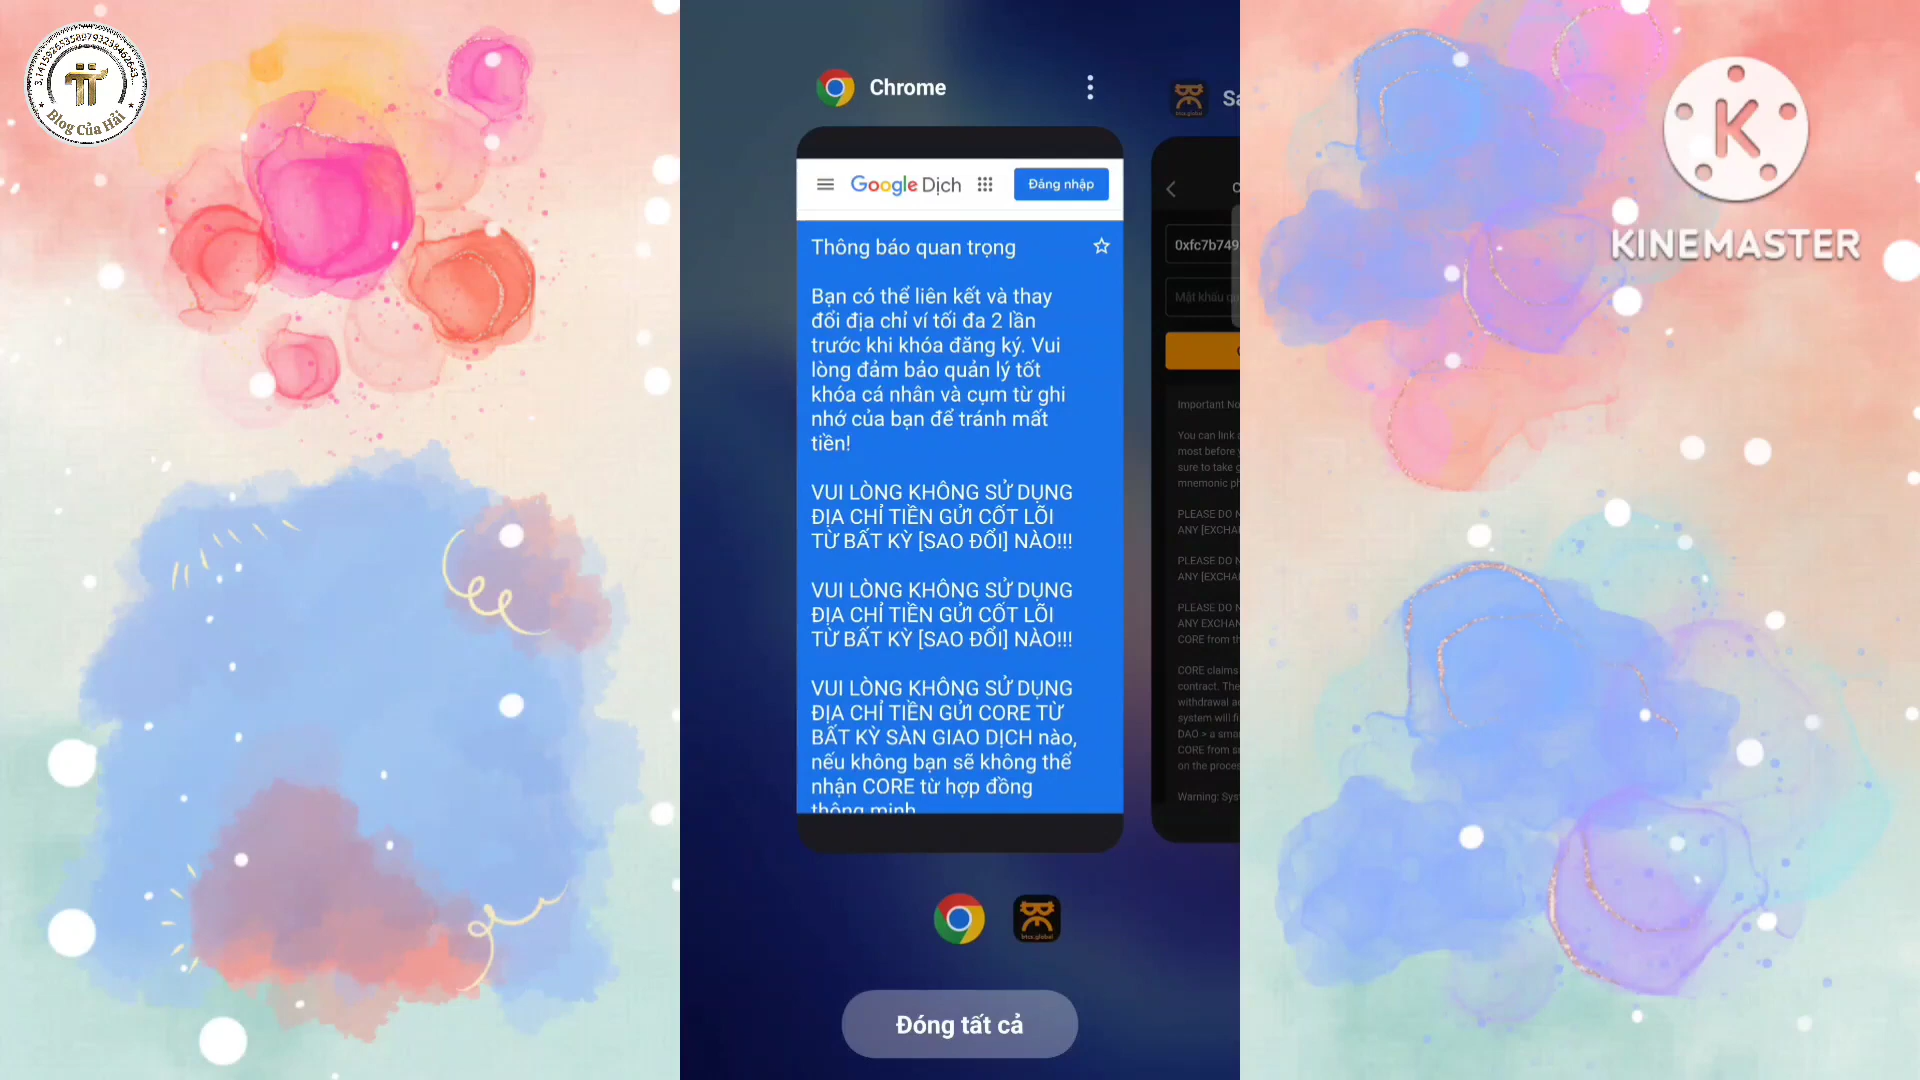 3.141592653589793238462643...
Blog Của Hải
Chrome
Google Dịch
Đăng nhập
Thông báo quan trọng
Bạn có thể liên kết và thay
đổi địa chỉ ví tối đa 2 lần
trước khi khóa đăng ký. Vui
lòng đảm bảo quản lý tốt
khóa cá nhân và cụm từ ghi
nhớ của bạn để tránh mất
tiền!
VUI LÒNG KHÔNG SỬ DỤNG
ĐỊA CHỈ TIỀN GỬI CỐT LÕI
TỪ BẤT KỲ [SAO ĐỔI] NÀO!!!
VUI LÒNG KHÔNG SỬ DỤNG
ĐỊA CHỈ TIỀN GỬI CỐT LÕI
TỪ BẤT KỲ [SAO ĐỔI] NÀO!!!
VUI LÒNG KHÔNG SỬ DỤNG
ĐỊA CHỈ TIỀN GỬI CORE TỪ
BẤT KỲ SÀN GIAO DỊCH nào,
nếu không bạn sẽ không thể
nhận CORE từ hợp đồng
thông minh
Đóng tất cả
0xfc7b749
Mật khẩu
Important
You can link
most before
sure to take
mnemonic
PLEASE DO
ANY
PLEASE DO
ANY
PLEASE DO
ANY EXCHAN
CORE from
CORE claims
contract. The
withdrawal
system will
DAO > a
CORE from
on the
Warning:
btcs.global
K
KINEMASTER